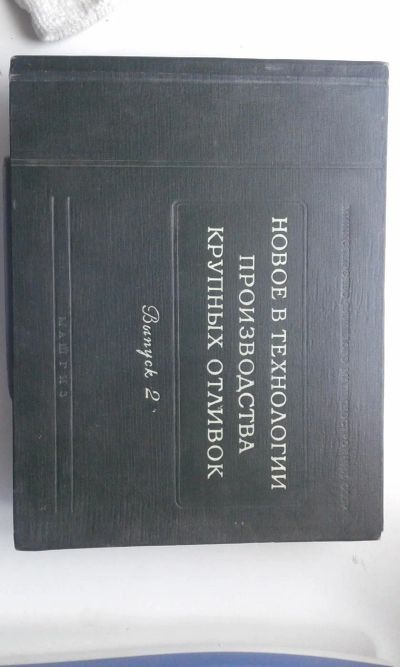 НОВОЕ В ТЕХНОЛОГИИ
ПРОИЗВОДСТВА
КРУПНЫХ ОТЛИВОК
Выпуск 2
МАШГИЗ